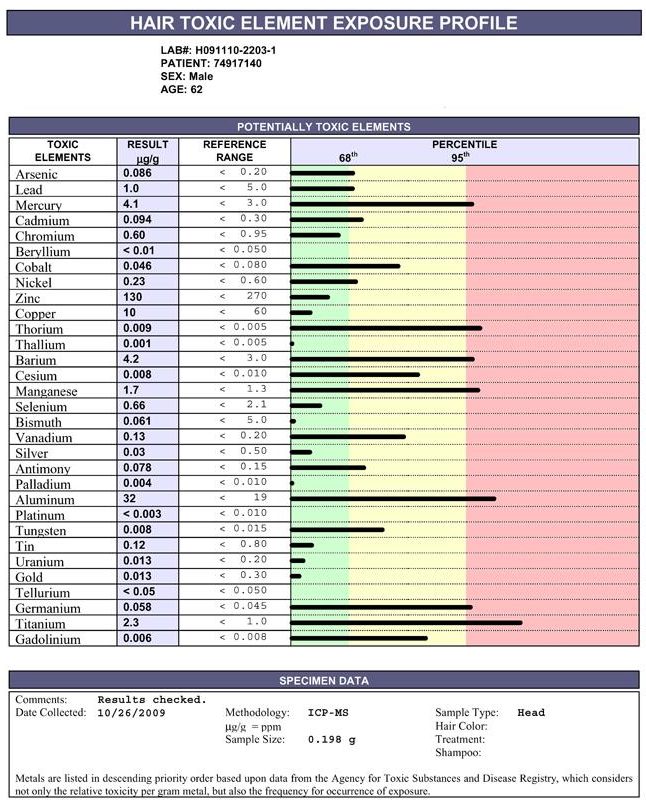 HAIR TOXIC ELEMENT EXPOSURE PROFILE
LAB#: H091110-2203-1
PATIENT: 74917140
SEX: Male
AGE: 62
POTENTIALLY TOXIC ELEMENTS
TOXIC ELEMENTS RESULT µg/g REFERENCE RANGE PERCENTILE
68th 95th
Arsenic 0.086 < 0.20
Lead 1.0 < 5.0
Mercury 4.1 < 3.0
Cadmium 0.094 < 0.30
Chromium 0.60 < 0.95
Beryllium < 0.01 < 0.050
Cobalt 0.046 < 0.080
Nickel 0.23 < 0.60
Zinc 130 < 270
Copper 10 < 60
Thorium 0.009 < 0.005
Thallium 0.001 < 0.005
Barium 4.2 < 3.0
Cesium 0.008 < 0.010
Manganese 1.7 < 1.3
Selenium 0.66 < 2.1
Bismuth 0.061 < 5.0
Vanadium 0.13 < 0.20
Silver 0.03 < 0.50
Antimony 0.078 < 0.15
Palladium 0.004 < 0.010
Aluminum 32 < 19
Platinum < 0.003 < 0.010
Tungsten 0.008 < 0.015
Tin 0.12 < 0.80
Uranium 0.013 < 0.20
Gold 0.013 < 0.30
Tellurium < 0.05 < 0.050
Germanium 0.058 < 0.045
Titanium 2.3 < 1.0
Gadolinium 0.006 < 0.008
SPECIMEN DATA
Comments: Results checked.
Date Collected: 10/26/2009 Methodology: ICP-MS Sample Type: Head
µg/g = ppm Hair Color:
Sample Size: 0.198 g Treatment:
Shampoo:
Metals are listed in descending priority order based upon data from the Agency for Toxic Substances and Disease Registry, which considers
not only the relative toxicity per gram metal, but also the frequency for occurrence of exposure.